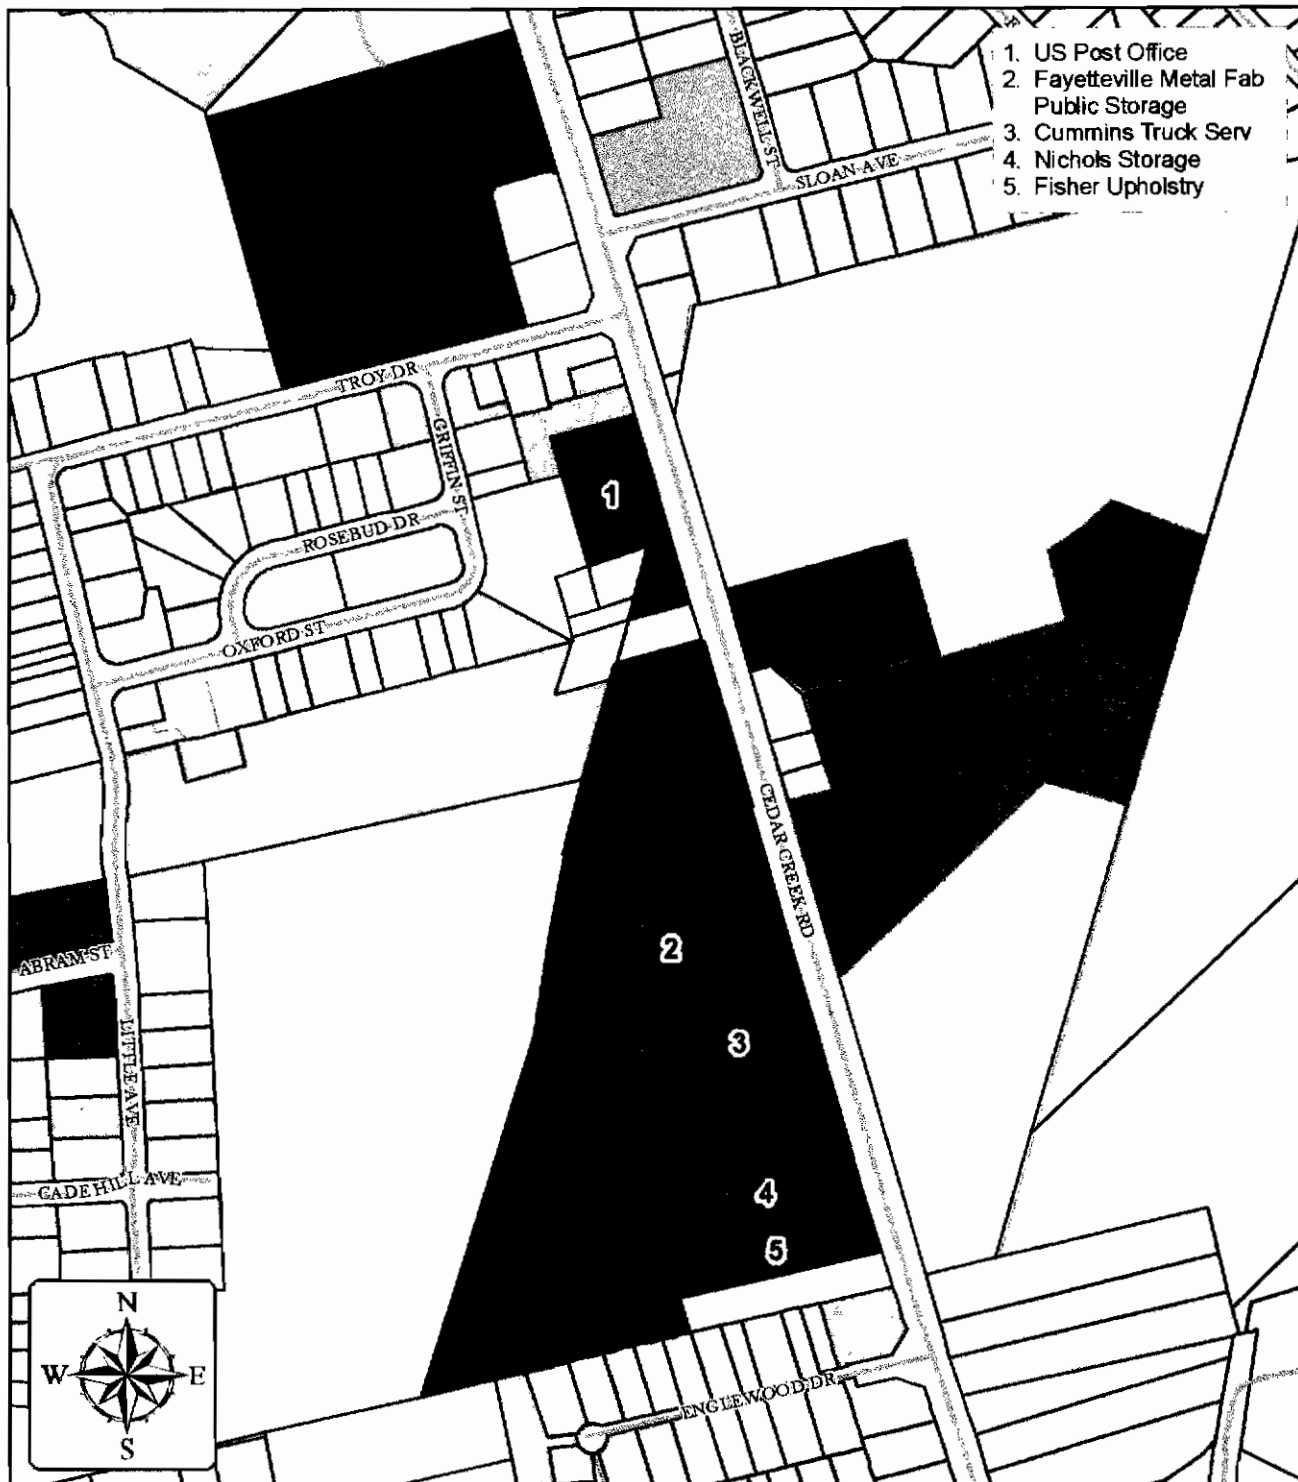 1. US Post Office
2. Fayetteville Metal Fab
Public Storage
3. Cummins Truck Serv
4. Nichols Storage
5. Fisher Upholstry
BLACKWELL ST
SLOAN AVE
TROY DR
GRIFFIN ST
1
ROSEBUD DR
OXFORD ST
CEDAR CREEK RD
2
ABRAM ST
3
LITTLE AVE
CADEHILL AVE
4
5
N
W E
S
ENGLEWOOD DR